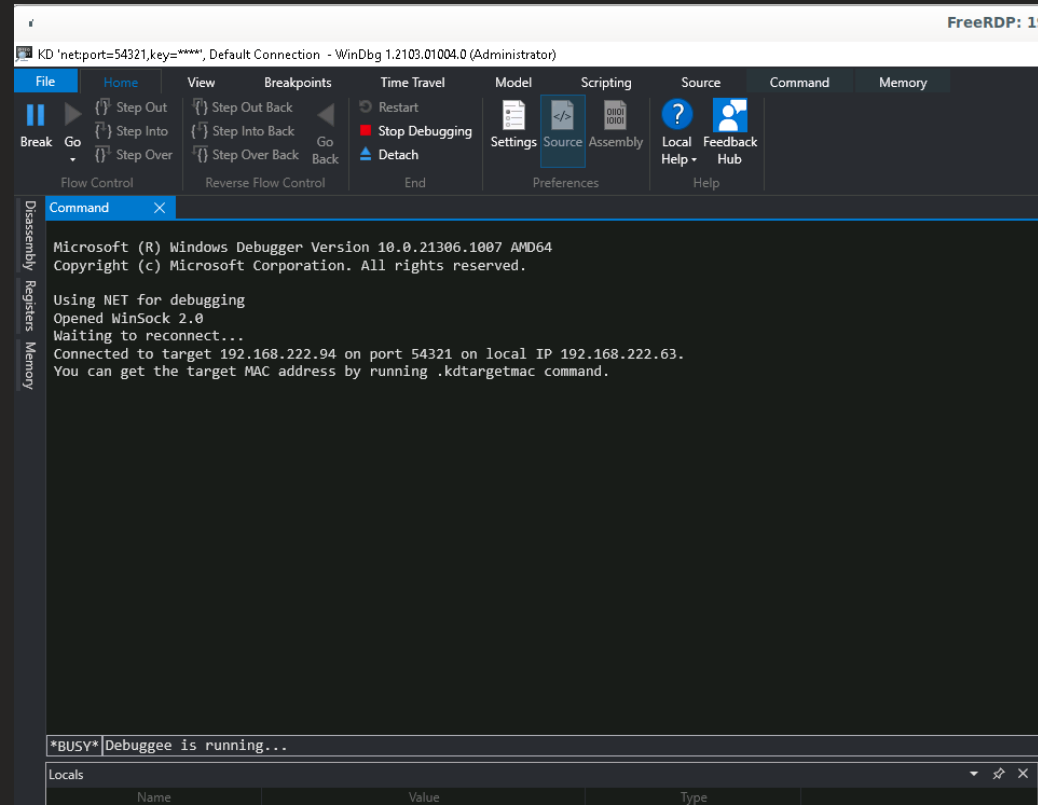 FreeRDP: 19
KD 'net:port=54321,key=****', Default Connection - WinDbg 1.2103.01004.0 (Administrator)
File Home View Breakpoints Time Travel Model Scripting Source Command Memory
Break
Go
{} Step Out
{} Step Into
{} Step Over
Flow Control
{} Step Out Back
{} Step Into Back
{} Step Over Back
Go Back
Reverse Flow Control
Restart
Stop Debugging
Detach
End
Settings Source Assembly
Preferences
Local Help
Feedback Hub
Help
Disassembly
Registers
Memory
Command
Microsoft (R) Windows Debugger Version 10.0.21306.1007 AMD64
Copyright (c) Microsoft Corporation. All rights reserved.
Using NET for debugging
Opened WinSock 2.0
Waiting to reconnect...
Connected to target 192.168.222.94 on port 54321 on local IP 192.168.222.63.
You can get the target MAC address by running .kdtargetmac command.
*BUSY* Debuggee is running...
Locals
Name Value Type